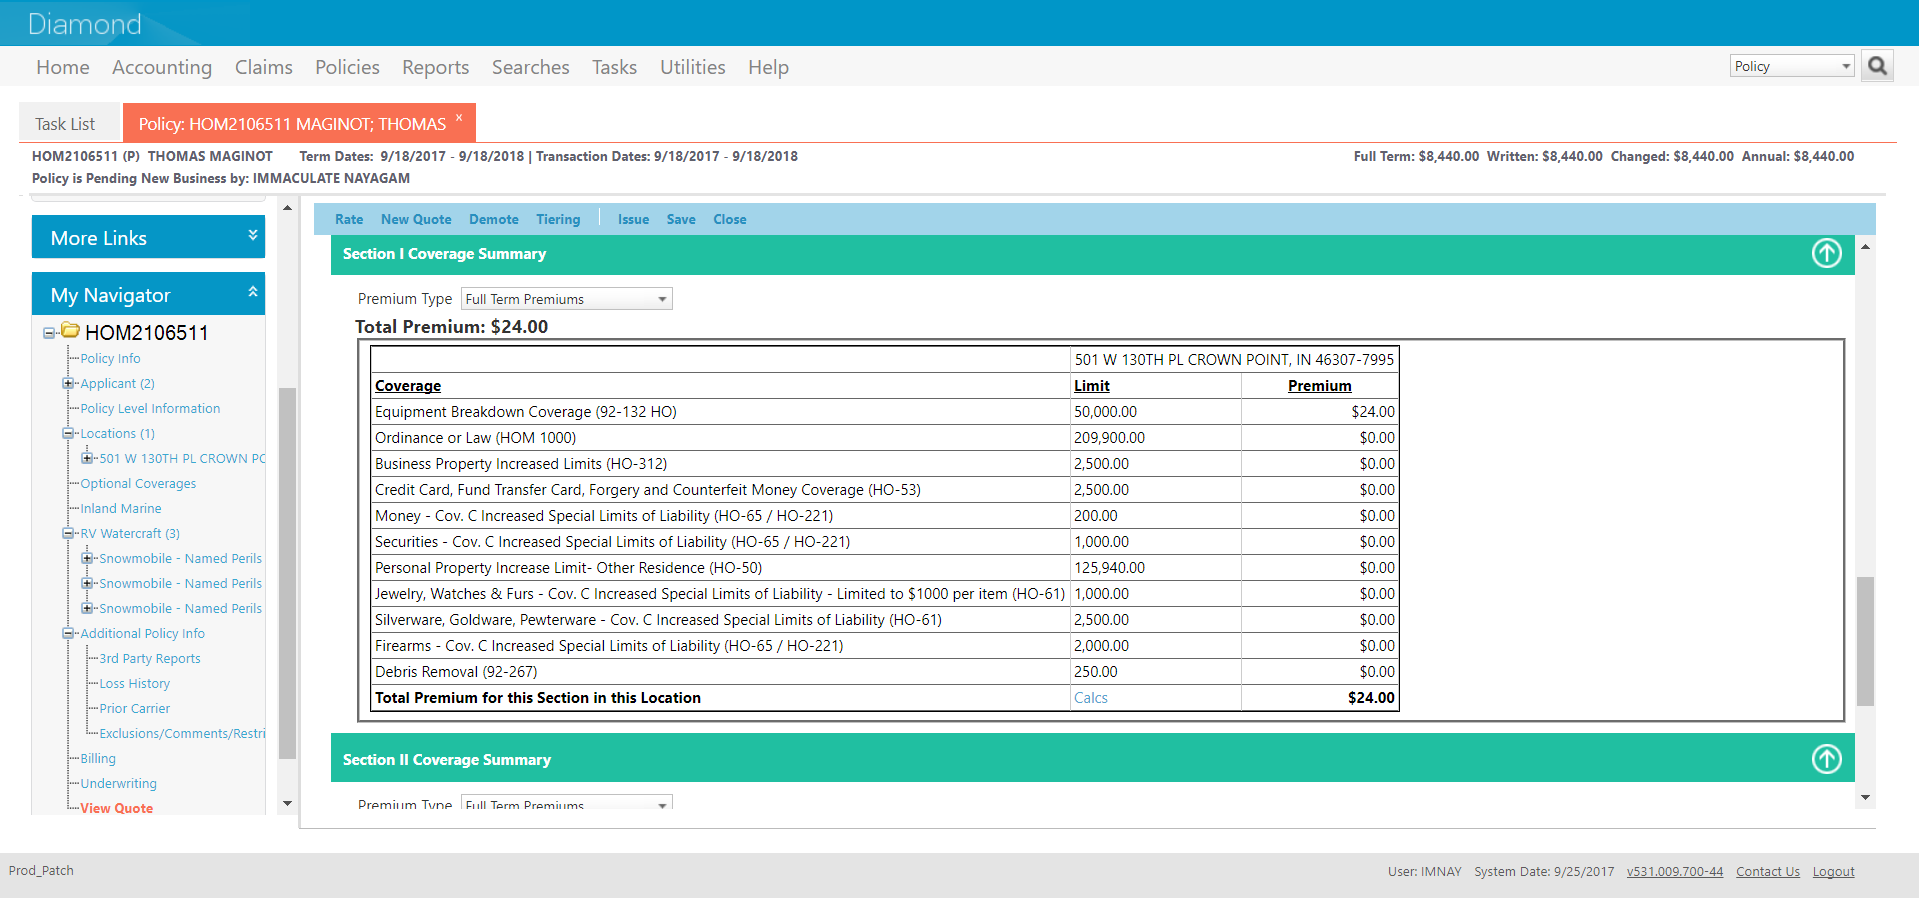 Diamond
Home Accounting Claims Policies Reports Searches Tasks Utilities Help Policy
Task List Policy: HOM2106511 MAGINOT; THOMAS x
HOM2106511 (P) THOMAS MAGINOT Term Dates: 9/18/2017 - 9/18/2018 | Transaction Dates: 9/18/2017 - 9/18/2018 Full Term: $8,440.00 Written: $8,440.00 Changed: $8,440.00 Annual: $8,440.00
Policy is Pending New Business by: IMMACULATE NAYAGAM
More Links
My Navigator
HOM2106511
Policy Info
Applicant (2)
Policy Level Information
Locations (1)
501 W 130TH PL CROWN PC
Optional Coverages
Inland Marine
RV Watercraft (3)
Snowmobile - Named Perils
Snowmobile - Named Perils
Snowmobile - Named Perils
Additional Policy Info
3rd Party Reports
Loss History
Prior Carrier
Exclusions/Comments/Restri
Billing
Underwriting
View Quote
Rate New Quote Demote Tiering Issue Save Close
Section I Coverage Summary
Premium Type Full Term Premiums
Total Premium: $24.00
501 W 130TH PL CROWN POINT, IN 46307-7995
Coverage Limit Premium
Equipment Breakdown Coverage (92-132 HO) 50,000.00 $24.00
Ordinance or Law (HOM 1000) 209,900.00 $0.00
Business Property Increased Limits (HO-312) 2,500.00 $0.00
Credit Card, Fund Transfer Card, Forgery and Counterfeit Money Coverage (HO-53) 2,500.00 $0.00
Money - Cov. C Increased Special Limits of Liability (HO-65 / HO-221) 200.00 $0.00
Securities - Cov. C Increased Special Limits of Liability (HO-65 / HO-221) 1,000.00 $0.00
Personal Property Increase Limit- Other Residence (HO-50) 125,940.00 $0.00
Jewelry, Watches & Furs - Cov. C Increased Special Limits of Liability - Limited to $1000 per item (HO-61) 1,000.00 $0.00
Silverware, Goldware, Pewterware - Cov. C Increased Special Limits of Liability (HO-61) 2,500.00 $0.00
Firearms - Cov. C Increased Special Limits of Liability (HO-65 / HO-221) 2,000.00 $0.00
Debris Removal (92-267) 250.00 $0.00
Total Premium for this Section in this Location Calcs $24.00
Section II Coverage Summary
Premium Type Full Term Premiums
Prod_Patch User: IMNAY System Date: 9/25/2017 v531.009.700-44 Contact Us Logout